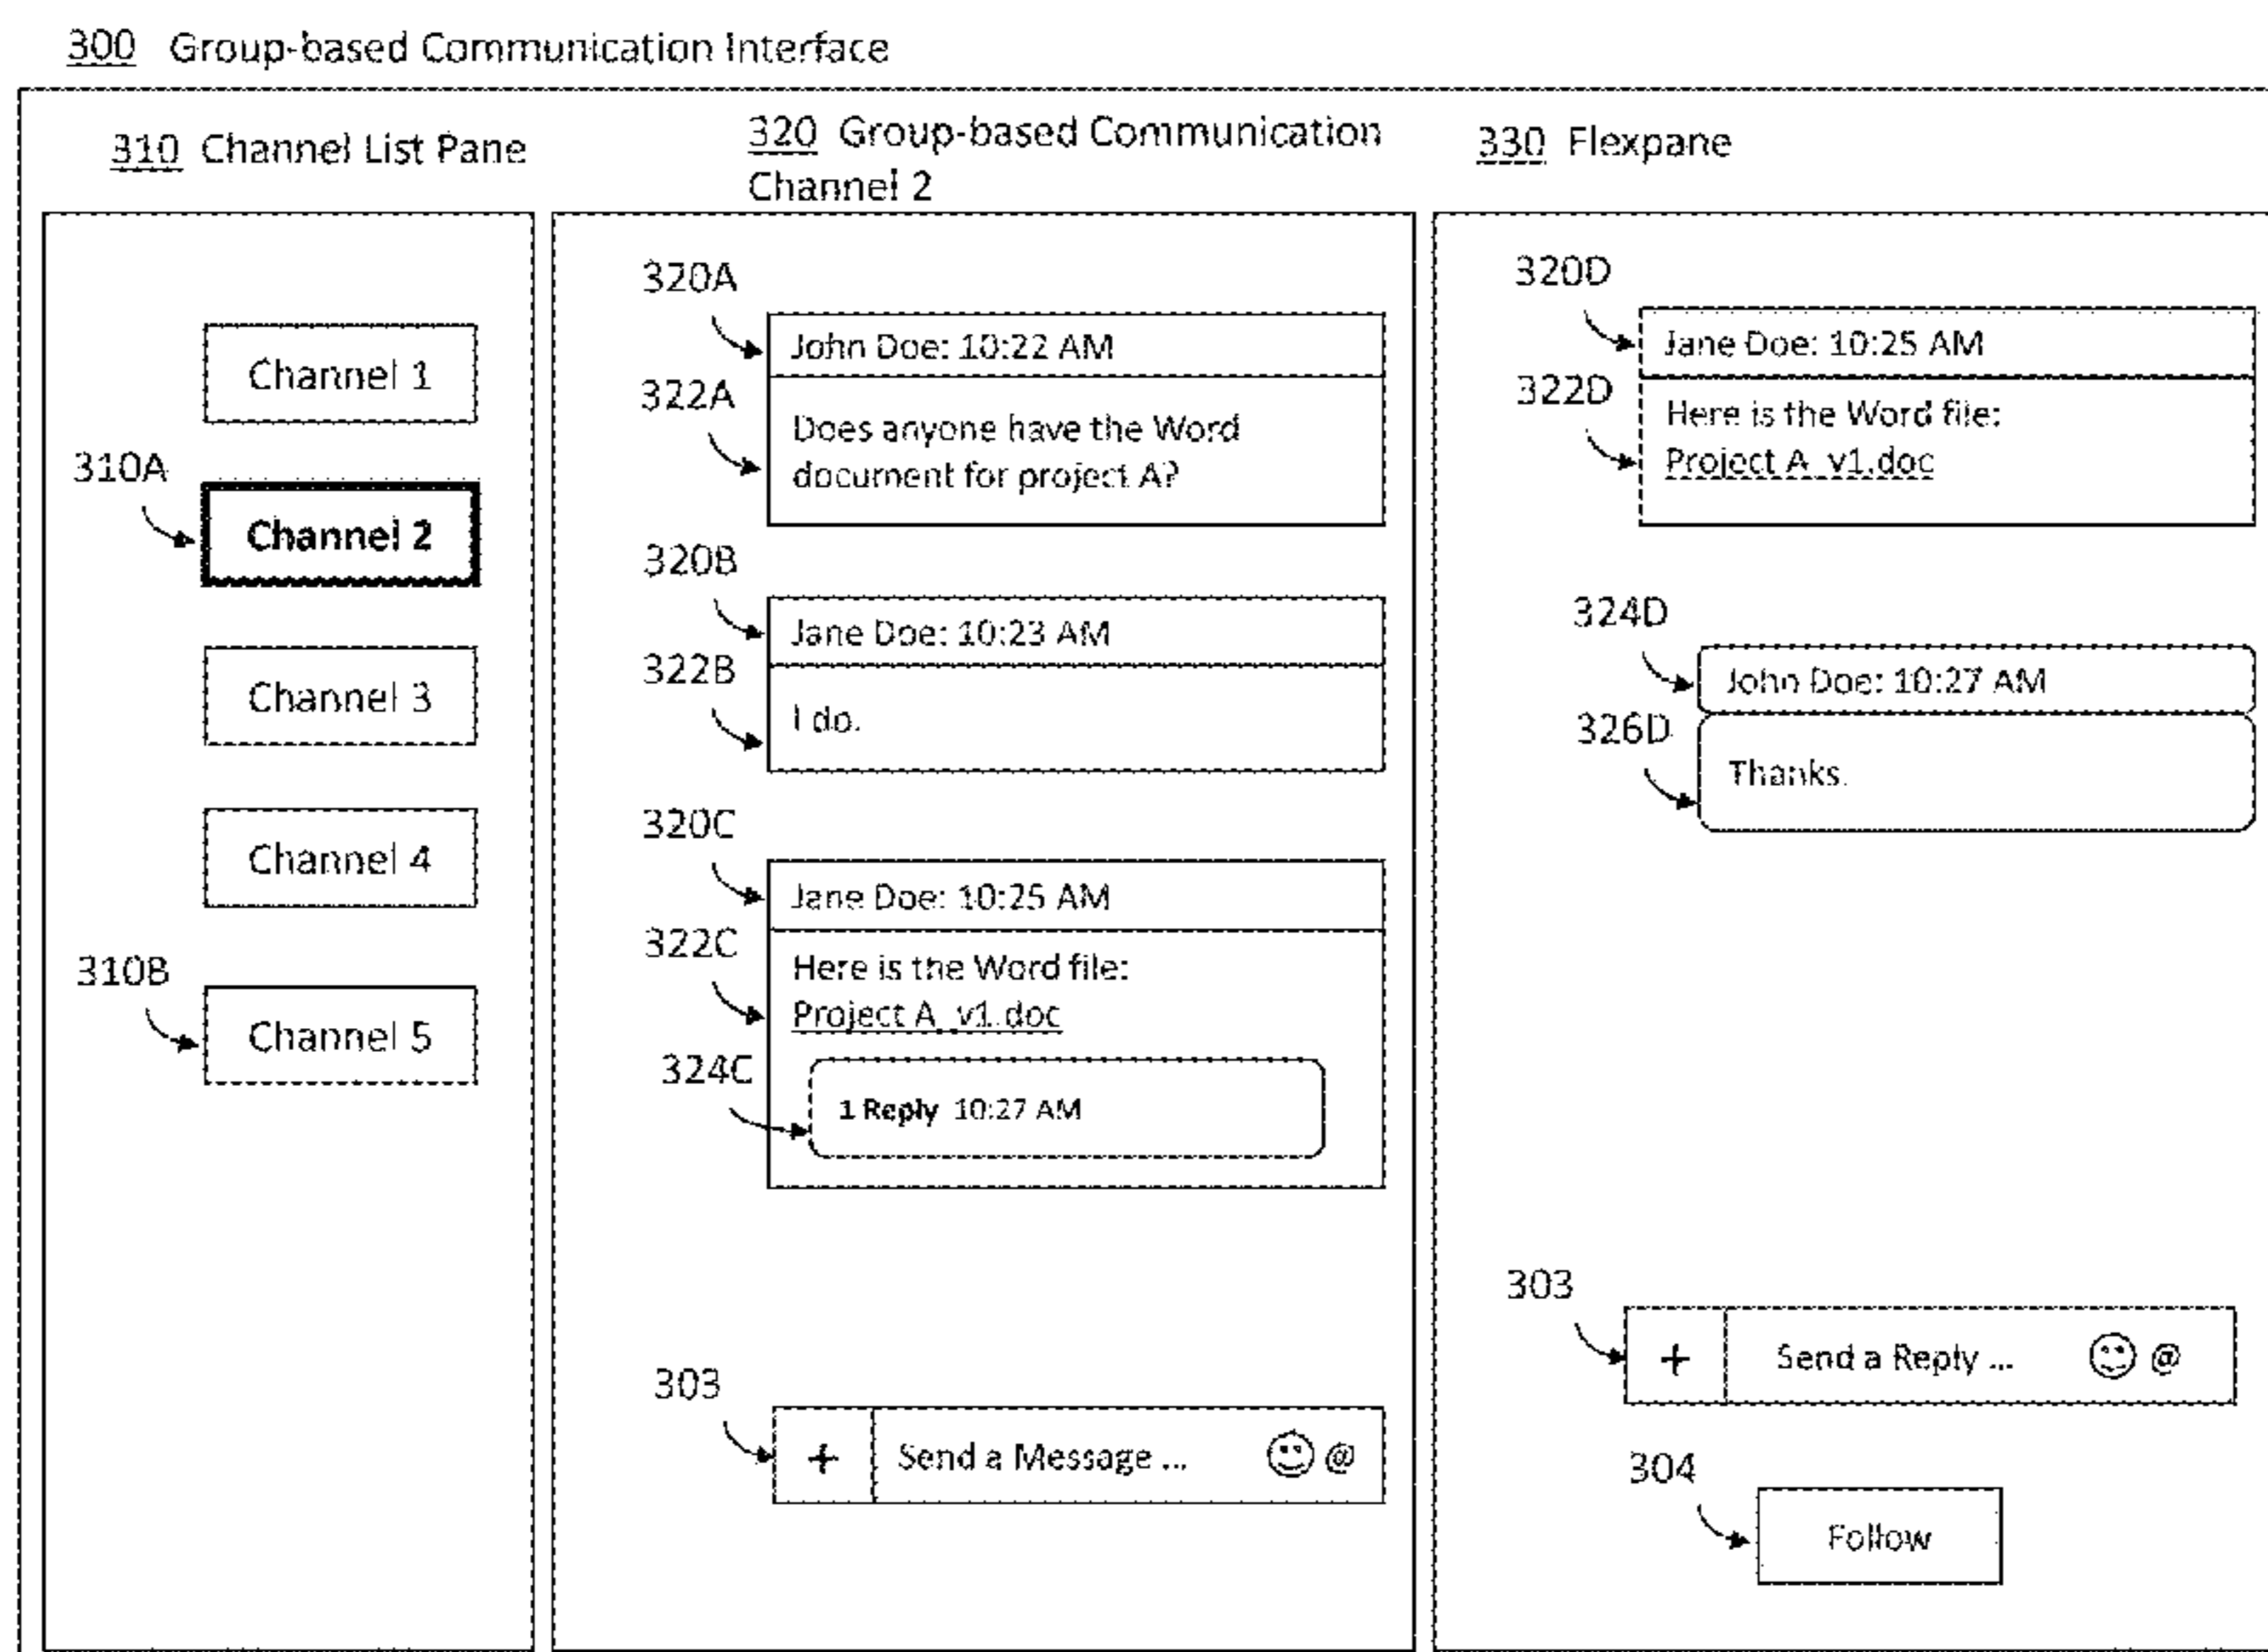 300 Group-based Communication Interface
310 Channel List Pane
Channel 1
310A
Channel 2
Channel 3
Channel 4
310B
Channel 5
320 Group-based Communication
Channel 2
320A
John Doe: 10:22 AM
322A
Does anyone have the Word
document for project A?
320B
Jane Doe: 10:23 AM
322B
I do.
320C
Jane Doe: 10:25 AM
322C
Here is the Word file:
Project A_v1.doc
324C
1 Reply 10:27 AM
303
+ Send a Message ... @
330 Flexpane
320D
Jane Doe: 10:25 AM
322D
Here is the Word file:
Project A_v1.doc
324D
John Doe: 10:27 AM
326D
Thanks.
303
+ Send a Reply ... @
304
Follow